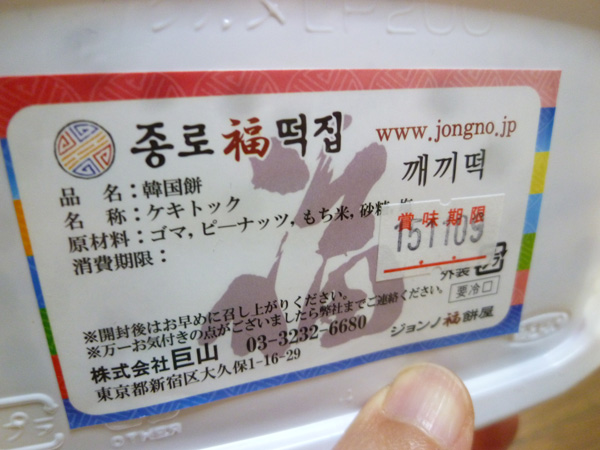 종로福떡집
www.jongno.jp
깨끼떡
品 名：韓国餅
名 称：ケキトック
原材料：ゴマ, ピーナッツ, もち米, 砂糖,
消費期限：
賞味期限
151109
外装
要冷
※開封後はお早めに召し上がりください。
※万一お気付きの点がございましたら弊社までご連絡ください。
株式会社巨山 03-3232-6680
東京都新宿区大久保1-16-29
ジョンノ福餅屋